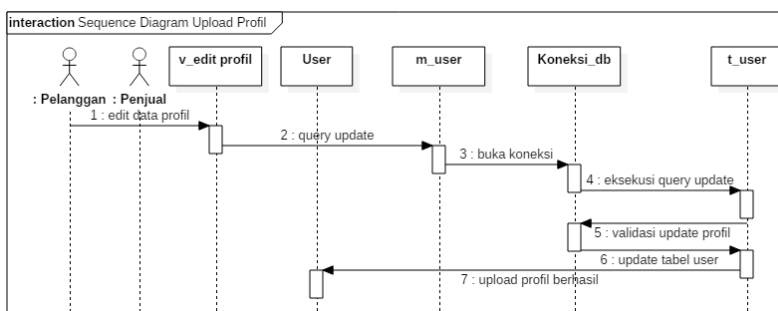 interaction Sequence Diagram Upload Profil
v_edit profil
User
m_user
Koneksi_db
t_user
: Pelanggan
: Penjual
1 : edit data profil
2 : query update
3 : buka koneksi
4 : eksekusi query update
5 : validasi update profil
6 : update tabel user
7 : upload profil berhasil